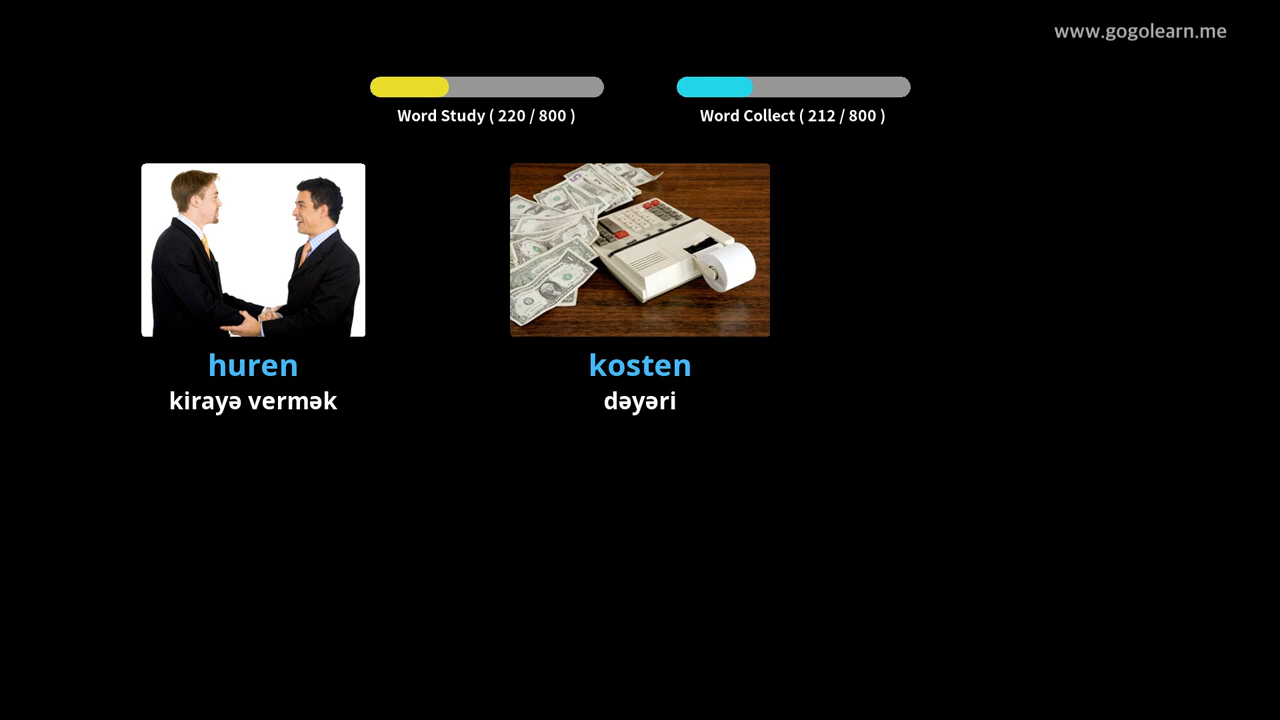 www.gogolearn.me
Word Study ( 220 / 800 )
Word Collect ( 212 / 800 )
huren
kirayə vermək
kosten
dəyəri